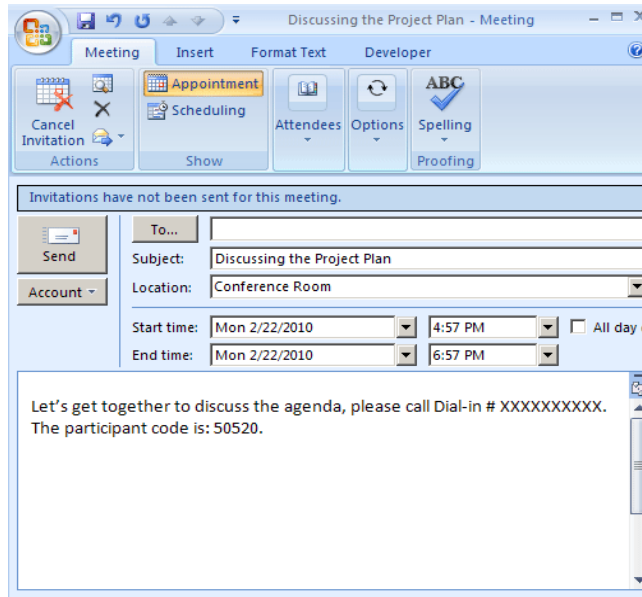 Discussing the Project Plan - Meeting
Meeting Insert Format Text Developer
Cancel Invitation
Appointment
Scheduling
Attendees
Options
ABC
Spelling
Actions Show Proofing
Invitations have not been sent for this meeting.
Send
Account
To...
Subject: Discussing the Project Plan
Location: Conference Room
Start time: Mon 2/22/2010 4:57 PM All day
End time: Mon 2/22/2010 6:57 PM
Let's get together to discuss the agenda, please call Dial-in # XXXXXXXXXX.
The participant code is: 50520.